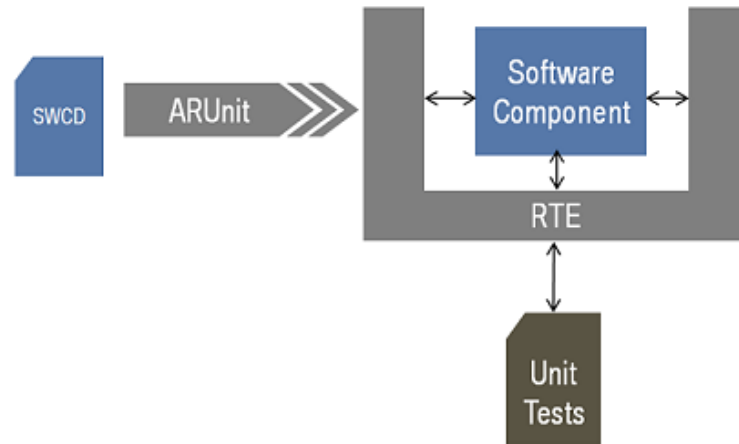 SWCD
ARUnit
Software
Component
RTE
Unit
Tests